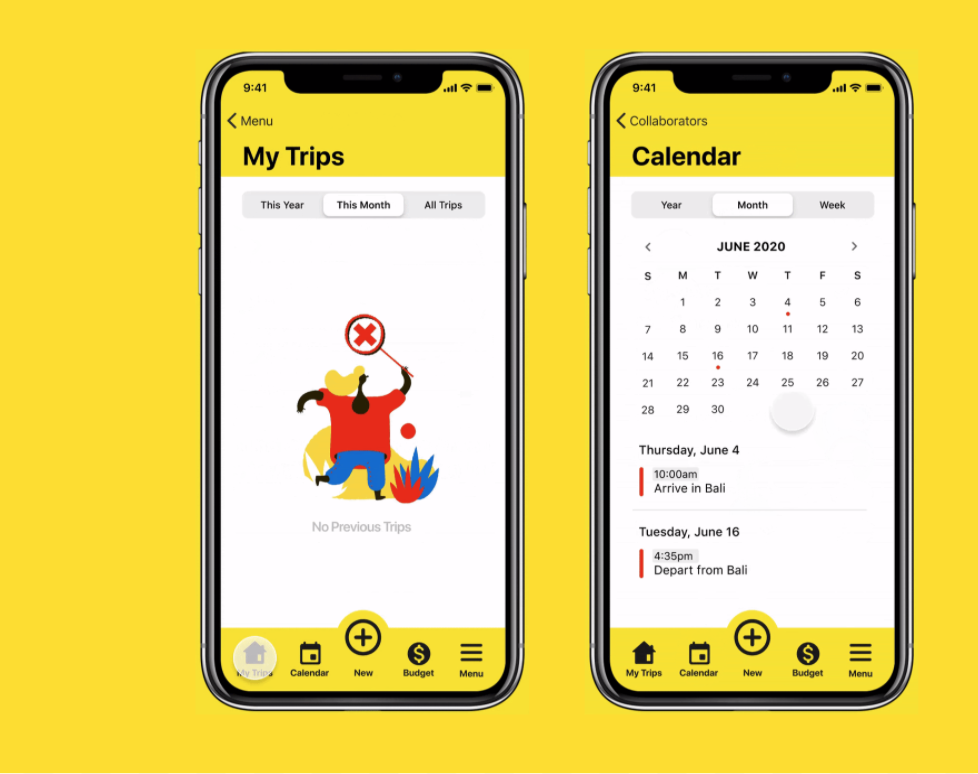 9:41
Menu
My Trips
This Year This Month All Trips
No Previous Trips
My Trips Calendar New Budget Menu
9:41
Collaborators
Calendar
Year Month Week
JUNE 2020
S M T W T F S
1 2 3 4 5 6
7 8 9 10 11 12 13
14 15 16 17 18 19 20
21 22 23 24 25 26 27
28 29 30
Thursday, June 4
10:00am
Arrive in Bali
Tuesday, June 16
4:35pm
Depart from Bali
My Trips Calendar New Budget Menu